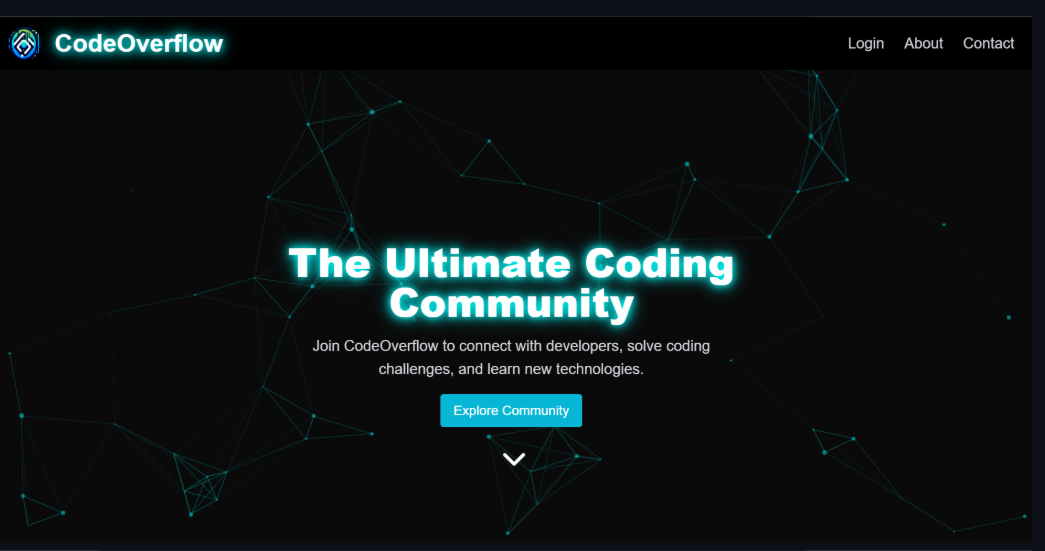 CodeOverflow
Login About Contact
The Ultimate Coding
Community
Join CodeOverflow to connect with developers, solve coding
challenges, and learn new technologies.
Explore Community